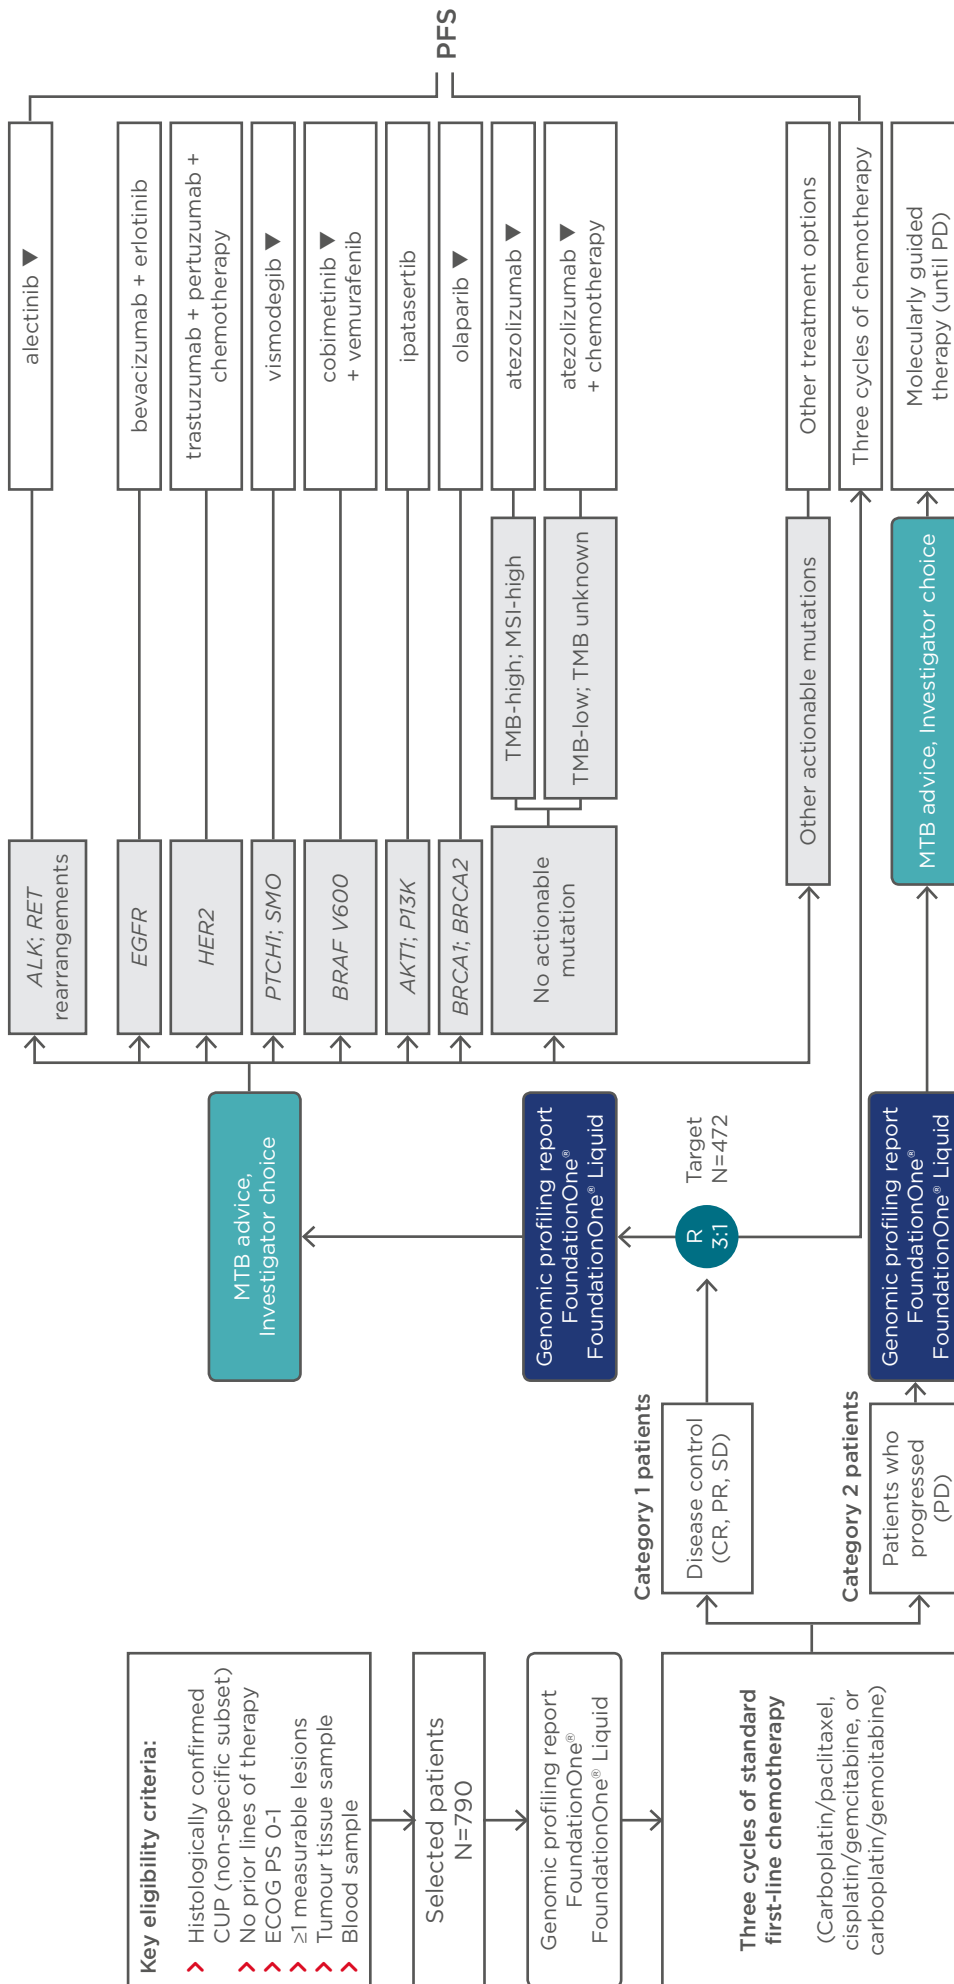 Key eligibility criteria:
Histologically confirmed
CUP (non-specific subset)
No prior lines of therapy
ECOG PS 0-1
≥1 measurable lesions
Tumour tissue sample
Blood sample
Selected patients
N=790
Genomic profiling report
FoundationOne®
FoundationOne® Liquid
Three cycles of standard
first-line chemotherapy
(Carboplatin/paclitaxel,
cisplatin/gemcitabine, or
carboplatin/gemoitabine)
Category 1 patients
Disease control
(CR, PR, SD)
Category 2 patients
Patients who
progressed
(PD)
R
3:1
Target
N=472
Genomic profiling report
FoundationOne®
FoundationOne® Liquid
MTB advice,
Investigator choice
Genomic profiling report
FoundationOne®
FoundationOne® Liquid
ALK; RET
rearrangements
EGFR
HER2
PTCH1; SMO
BRAF V600
AKT1; P13K
BRCA1; BRCA2
No actionable
mutation
TMB-high; MSI-high
TMB-low; TMB unknown
Other actionable mutations
MTB advice, Investigator choice
alectinib ▼
bevacizumab + erlotinib
trastuzumab + pertuzumab +
chemotherapy
vismodegib ▼
cobimetinib ▼
+ vemurafenib
ipatasertib
olaparib ▼
atezolizumab ▼
atezolizumab ▼
+ chemotherapy
Other treatment options
Three cycles of chemotherapy
Molecularly guided
therapy (until PD)
PFS